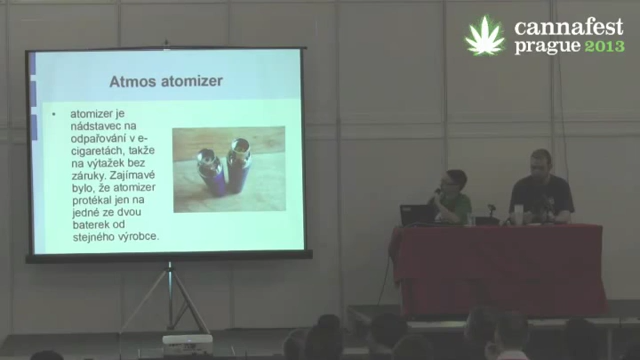 cannafest
prague 2013
Atmos atomizer
• atomizer je
nádstavec na
odpařování v e-
cigaretách, takže
na výtažek bez
záruky. Zajímavé
bylo, že atomizer
protékal jen na
jedné ze dvou
baterek od
stejného výrobce.